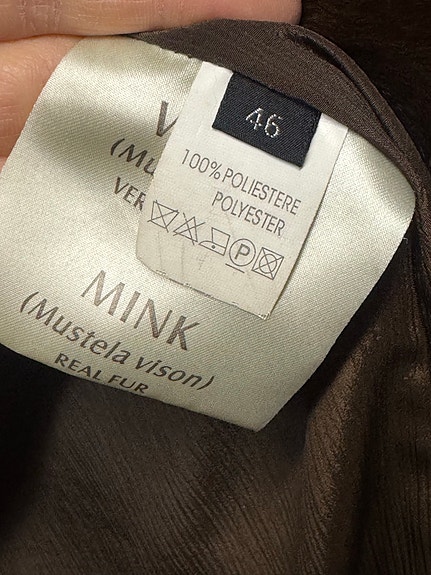 46
100% POLIESTERE
POLYESTER
P
MINK
(Mustela vison)
REAL FUR